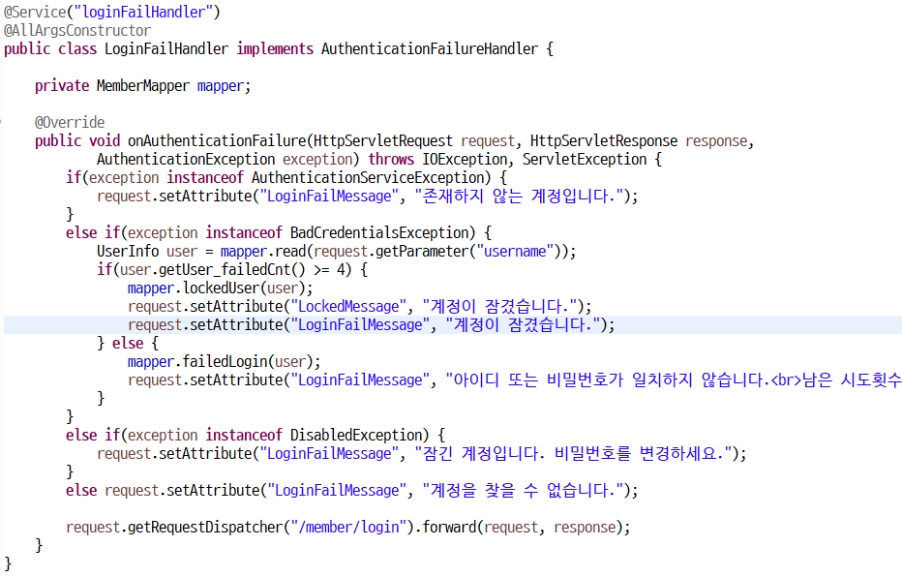 @Service("loginFailHandler")
@AllArgsConstructor
public class LoginFailHandler implements AuthenticationFailureHandler {
private MemberMapper mapper;
@Override
public void onAuthenticationFailure(HttpServletRequest request, HttpServletResponse response,
AuthenticationException exception) throws IOException, ServletException {
if(exception instanceof AuthenticationServiceException) {
request.setAttribute("LoginFailMessage", "존재하지 않는 계정입니다.");
}
else if(exception instanceof BadCredentialsException) {
UserInfo user = mapper.read(request.getParameter("username"));
if(user.getUser_failedCnt() >= 4) {
mapper.lockedUser(user);
request.setAttribute("LockedMessage", "계정이 잠겼습니다.");
request.setAttribute("LoginFailMessage", "계정이 잠겼습니다.");
} else {
mapper.failedLogin(user);
request.setAttribute("LoginFailMessage", "아이디 또는 비밀번호가 일치하지 않습니다.<br>남은 시도횟수
}
}
else if(exception instanceof DisabledException) {
request.setAttribute("LoginFailMessage", "잠긴 계정입니다. 비밀번호를 변경하세요.");
}
else request.setAttribute("LoginFailMessage", "계정을 찾을 수 없습니다.");
request.getRequestDispatcher("/member/login").forward(request, response);
}
}